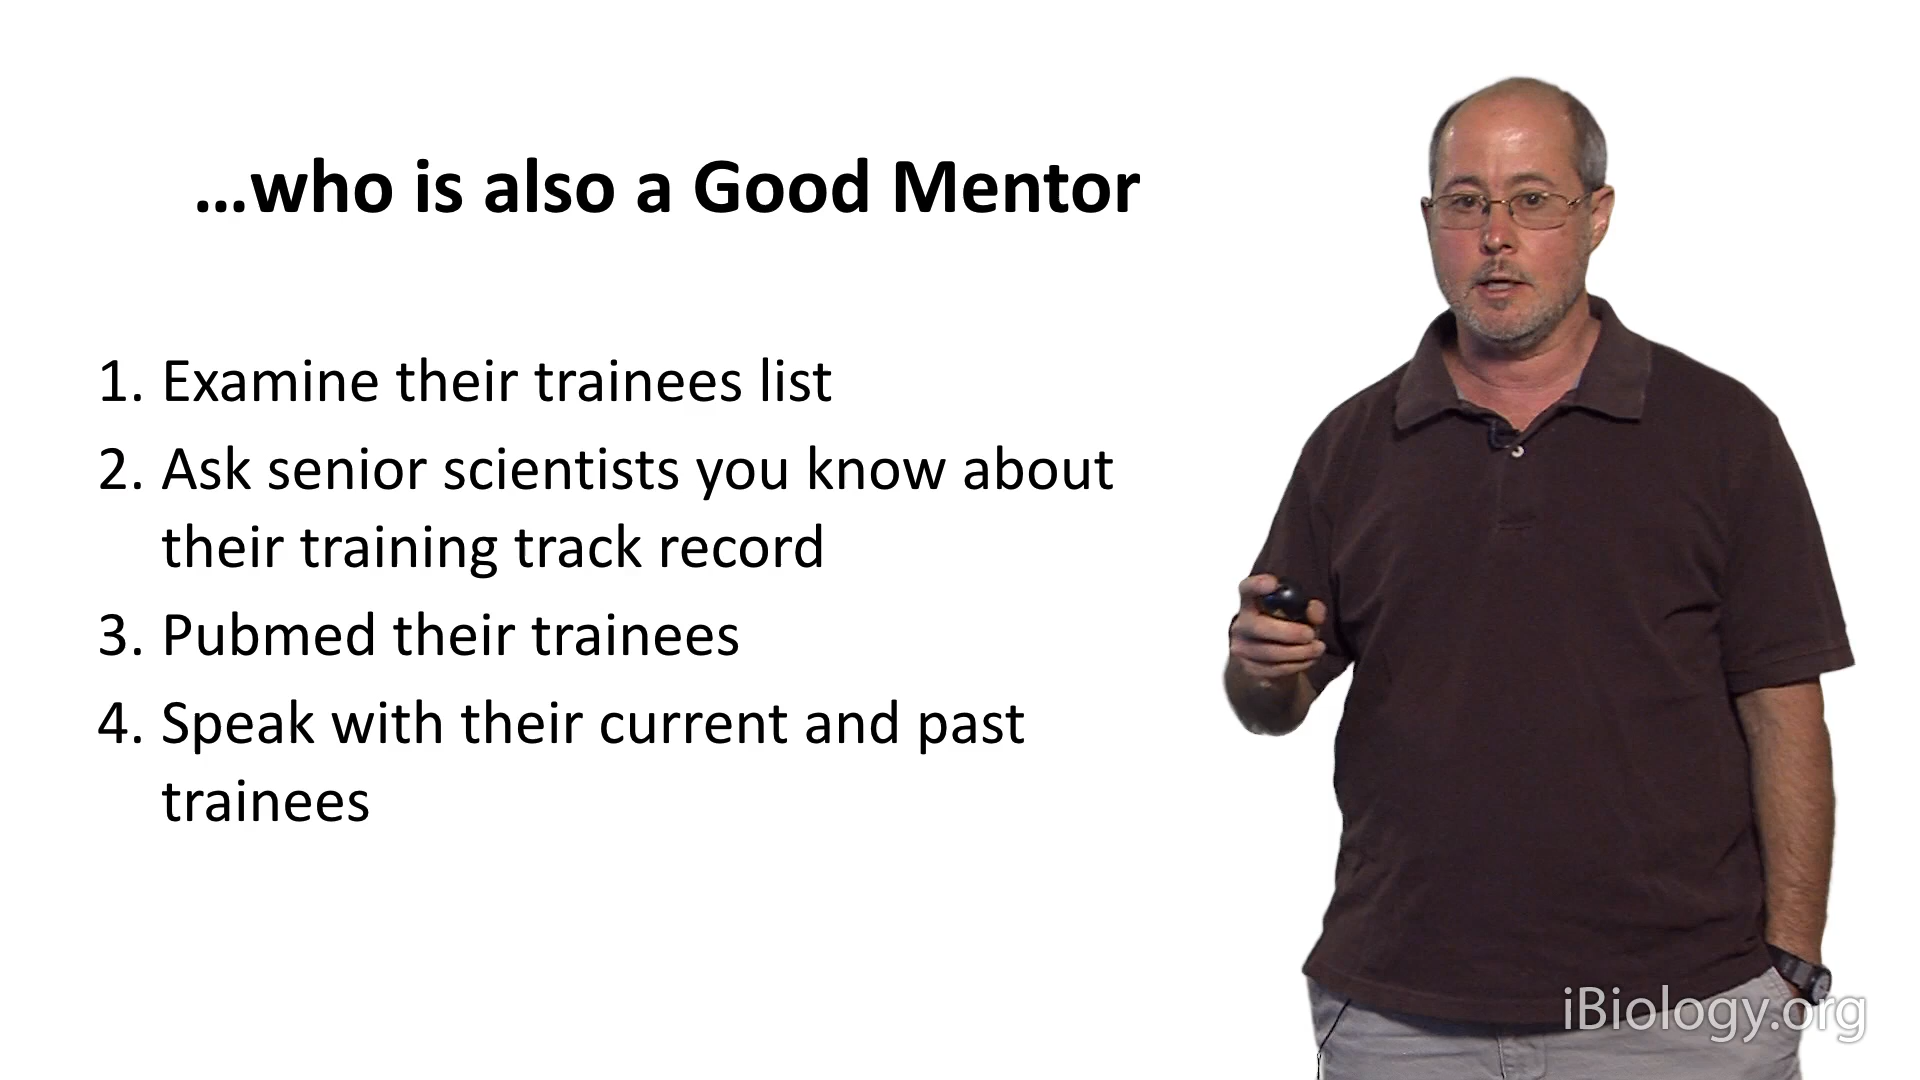 ...who is also a Good Mentor
1. Examine their trainees list
2. Ask senior scientists you know about
their training track record
3. Pubmed their trainees
4. Speak with their current and past
trainees
iBiology.org